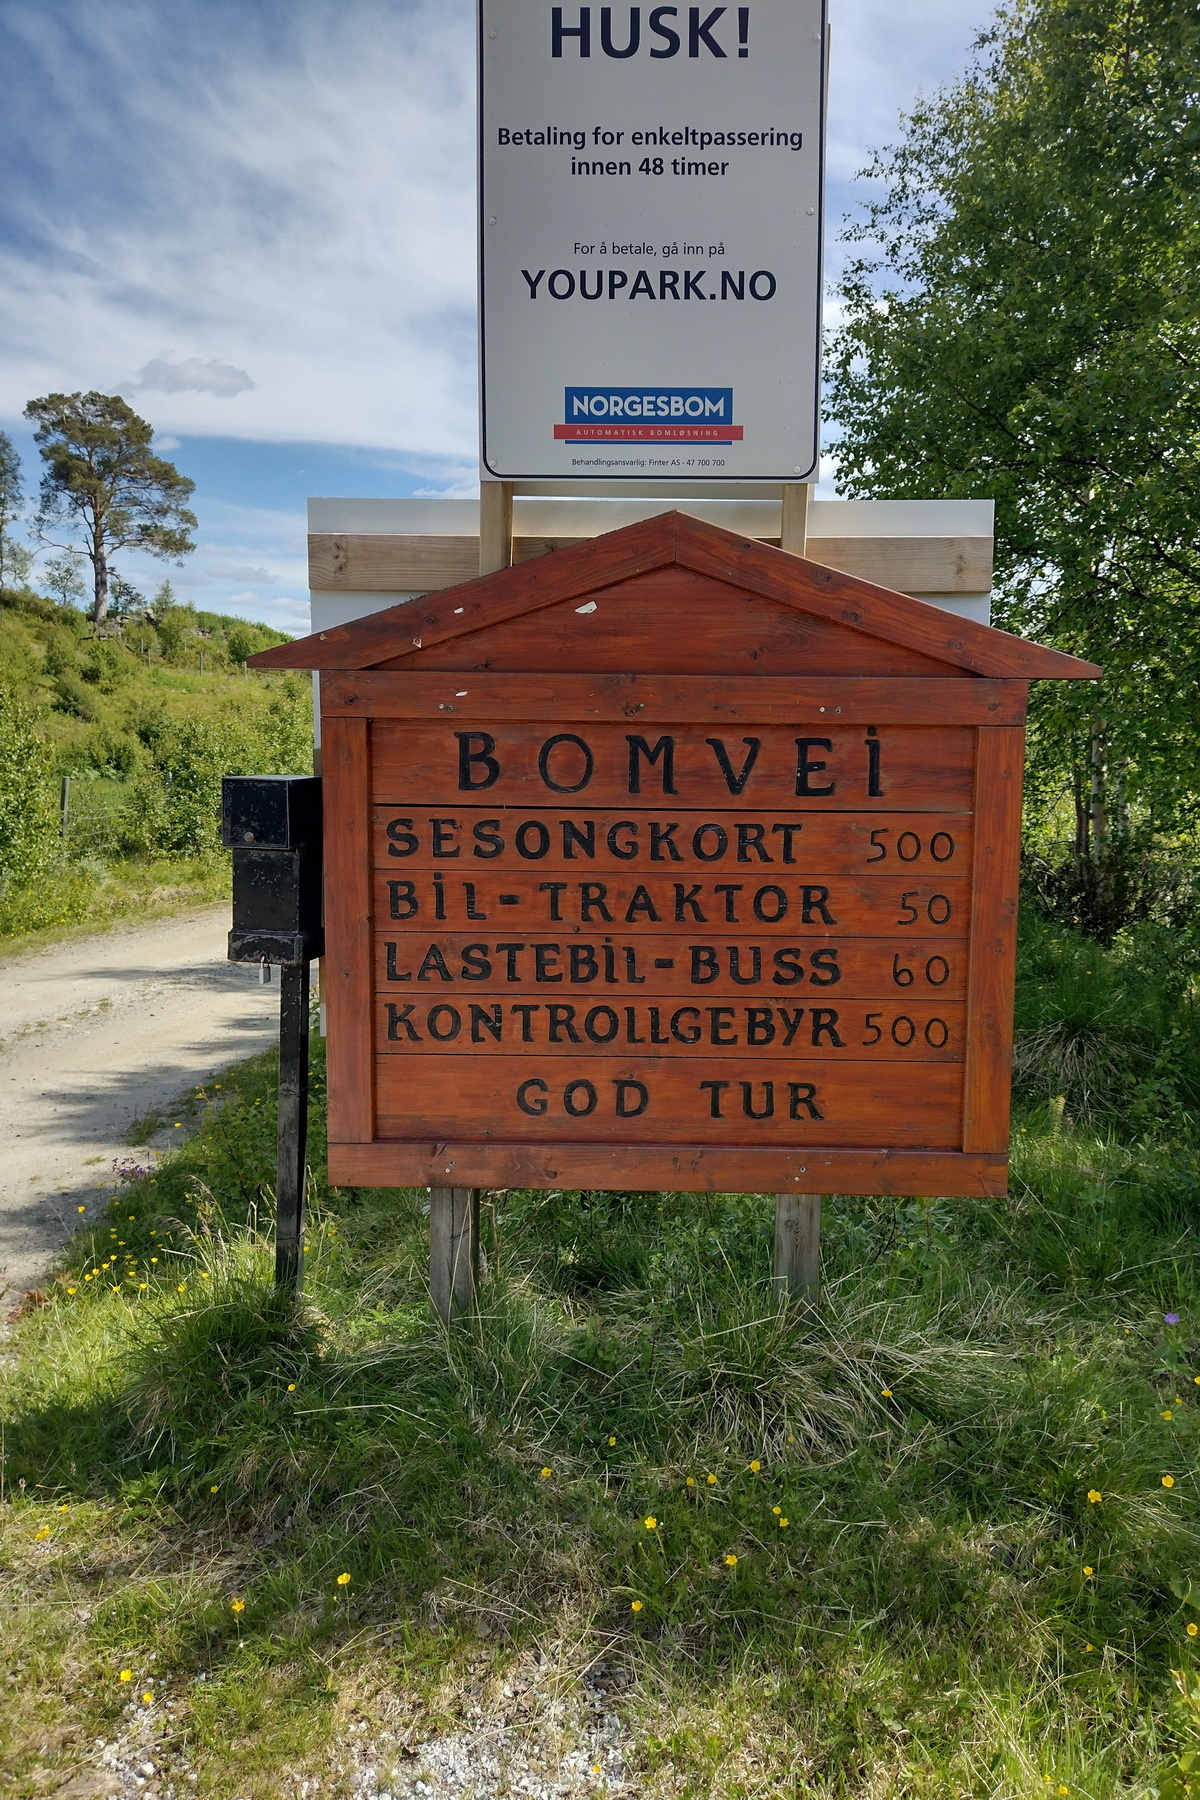 HUSK!
Betaling for enkeltpassering
innen 48 timer
For å betale, gå inn på
YOUPARK.NO
NORGESBOM
AUTOMATISK BOMLØSNING
Behandlingsansvarlig: Finter AS - 47 700 700
BOMVEI
SESONGKORT 500
BIL-TRAKTOR 50
LASTEBIL-BUSS 60
KONTROLLGEBYR 500
GOD TUR